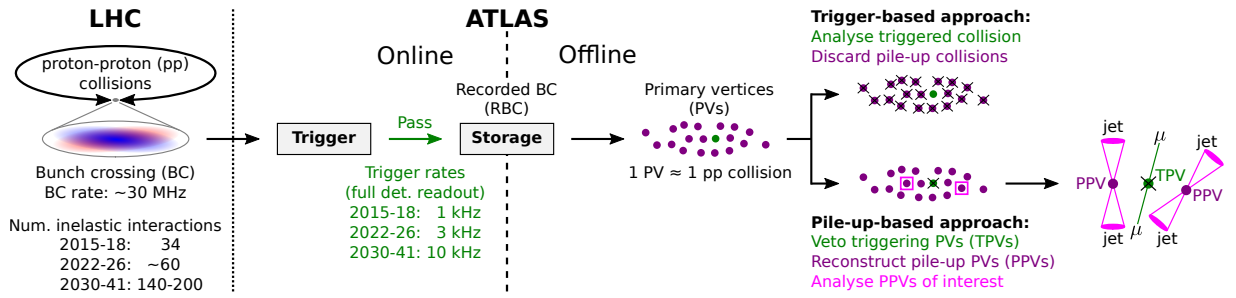 LHC
proton-proton (pp)
collisions
Bunch crossing (BC)
BC rate: ~30 MHz
Num. inelastic interactions
2015-18: 34
2022-26: ~60
2030-41: 140-200
ATLAS
Online
Offline
Trigger
Pass
Recorded BC
(RBC)
Storage
Trigger rates
(full det. readout)
2015-18: 1 kHz
2022-26: 3 kHz
2030-41: 10 kHz
Primary vertices
(PVs)
1 PV ≈ 1 pp collision
Trigger-based approach:
Analyse triggered collision
Discard pile-up collisions
Pile-up-based approach:
Veto triggering PVs (TPVs)
Reconstruct pile-up PVs (PPVs)
Analyse PPVs of interest
jet
PPV
jet
μ
TPV
μ
jet
PPV
jet